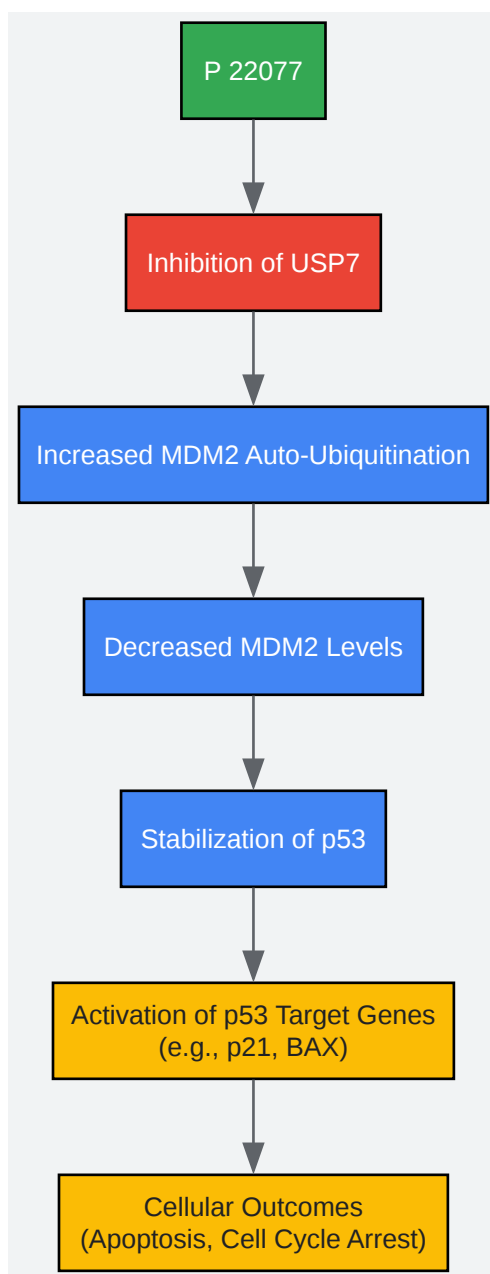 P 22077
Inhibition of USP7
Increased MDM2 Auto-Ubiquitination
Decreased MDM2 Levels
Stabilization of p53
Activation of p53 Target Genes
(e.g., p21, BAX)
Cellular Outcomes
(Apoptosis, Cell Cycle Arrest)